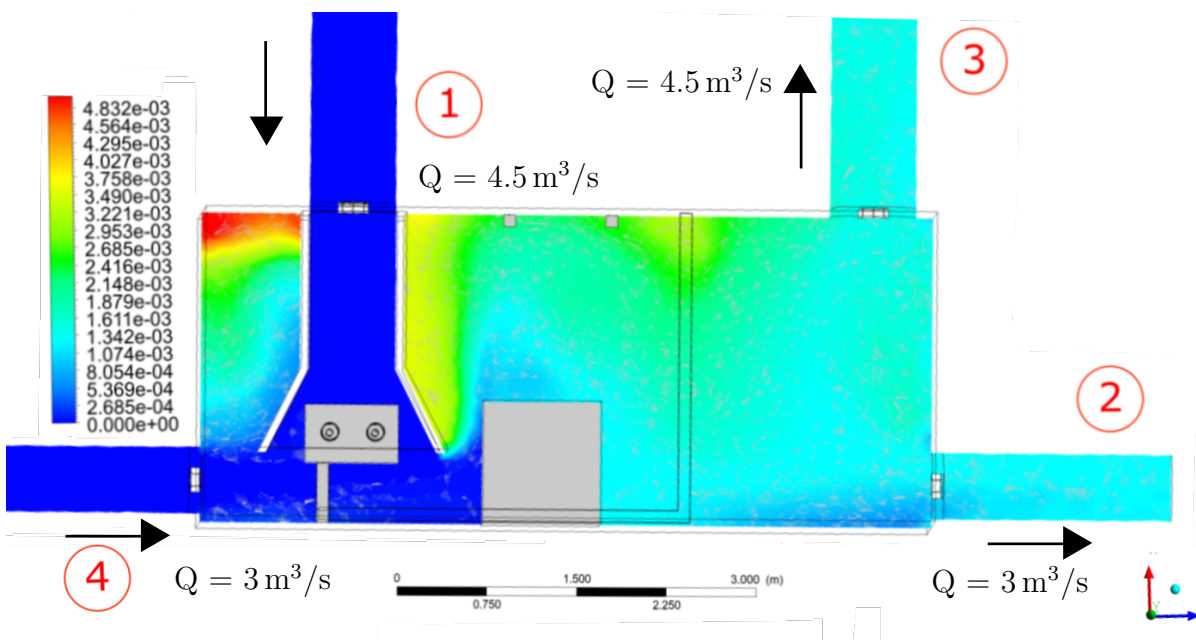 1
3
Q = 4.5 m³/s
4.832e-03
4.564e-03
4.295e-03
4.027e-03
3.758e-03
3.490e-03
3.221e-03
2.953e-03
2.685e-03
2.416e-03
2.148e-03
1.879e-03
1.611e-03
1.342e-03
1.074e-03
8.054e-04
5.369e-04
2.685e-04
0.000e+00
Q = 4.5 m³/s
2
4
Q = 3 m³/s
Q = 3 m³/s
0 1.500 3.000 (m)
0.750 2.250
Y